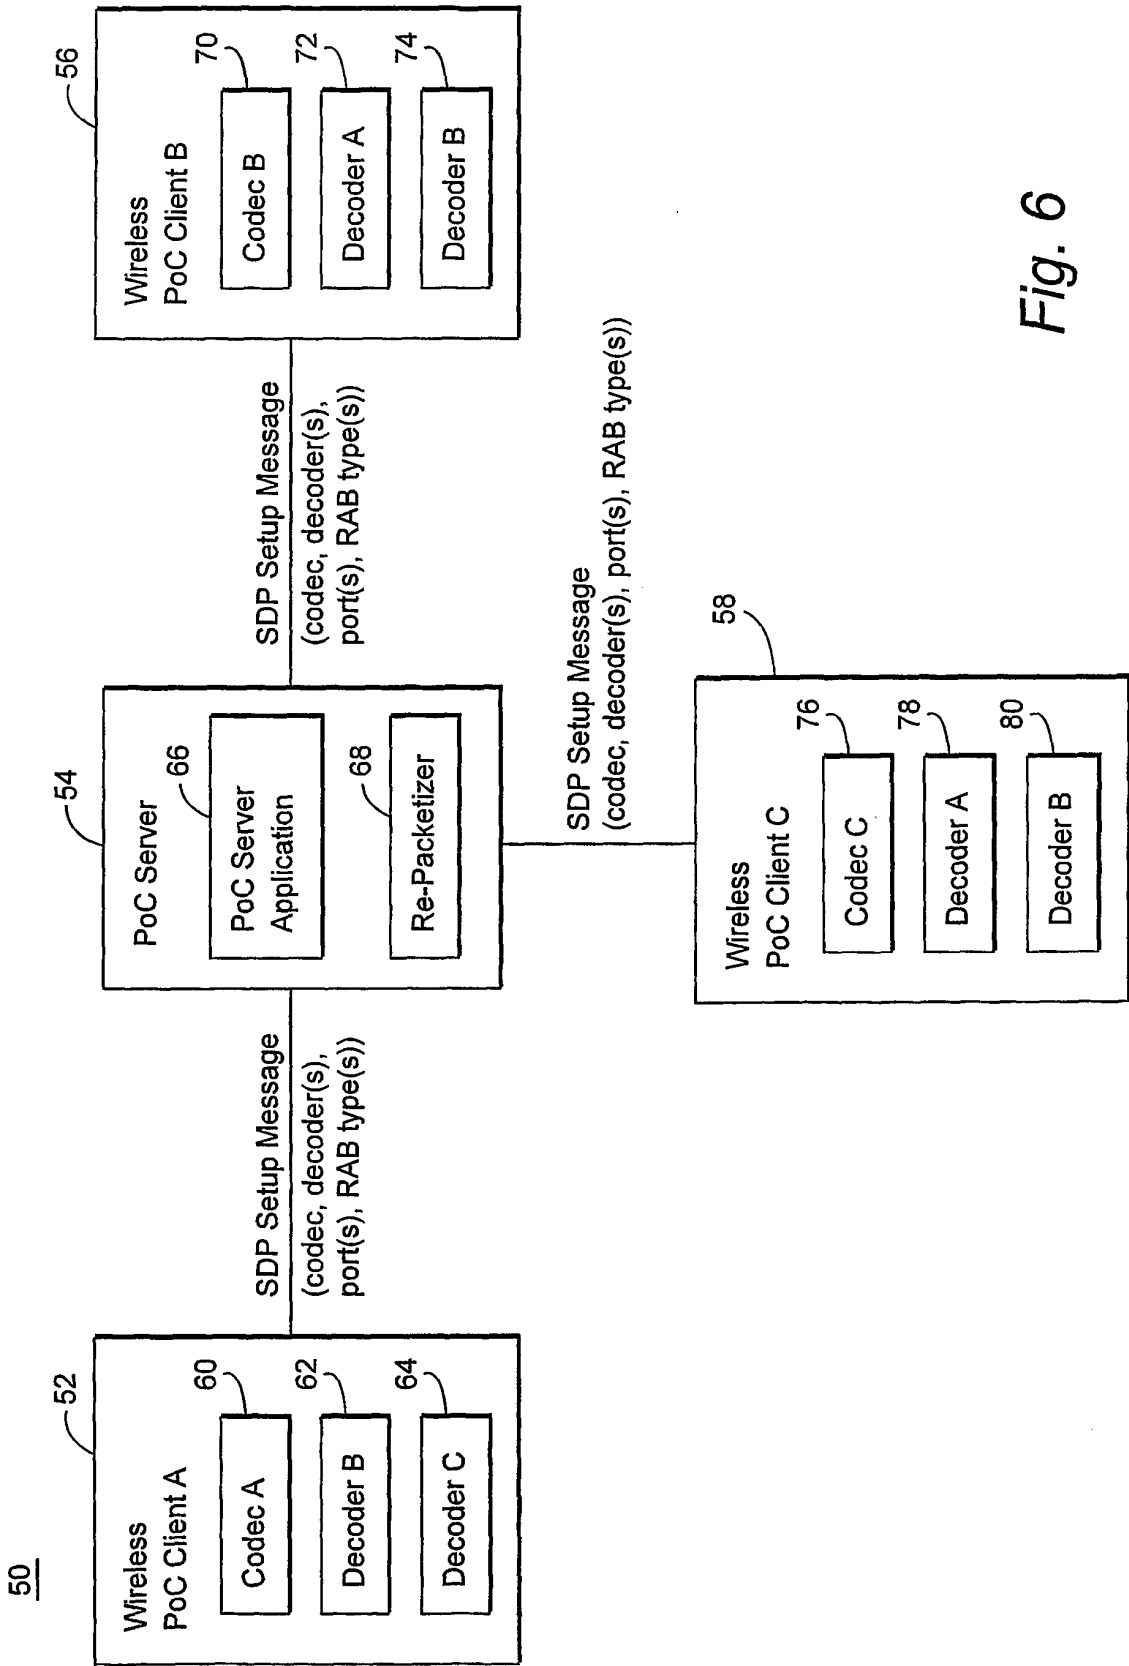 50
52
Wireless
PoC Client A
60
Codec A
62
Decoder B
64
Decoder C
SDP Setup Message
(codec, decoder(s),
port(s), RAB type(s))
54
PoC Server
66
PoC Server
Application
68
Re-Packetizer
SDP Setup Message
(codec, decoder(s),
port(s), RAB type(s))
56
Wireless
PoC Client B
70
Codec B
72
Decoder A
74
Decoder B
SDP Setup Message
(codec, decoder(s), port(s), RAB type(s))
58
Wireless
PoC Client C
76
Codec C
78
Decoder A
80
Decoder B
Fig. 6